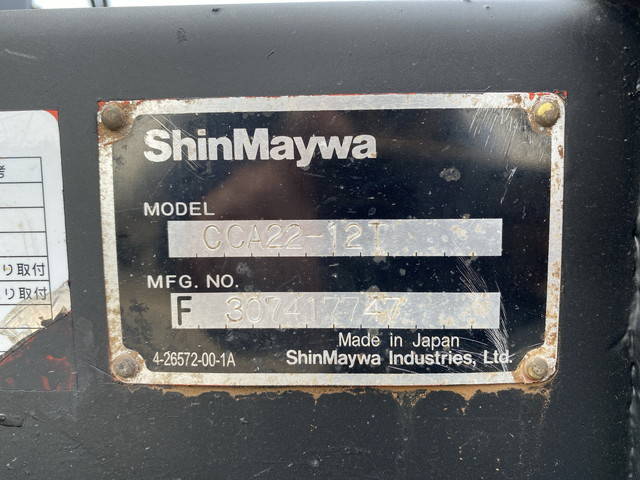 ShinMaywa
MODEL
CCA22-12T
MFG. NO.
F 307417747
Made in Japan
4-26572-00-1A
ShinMaywa Industries, Ltd.
考
り取付
り取付